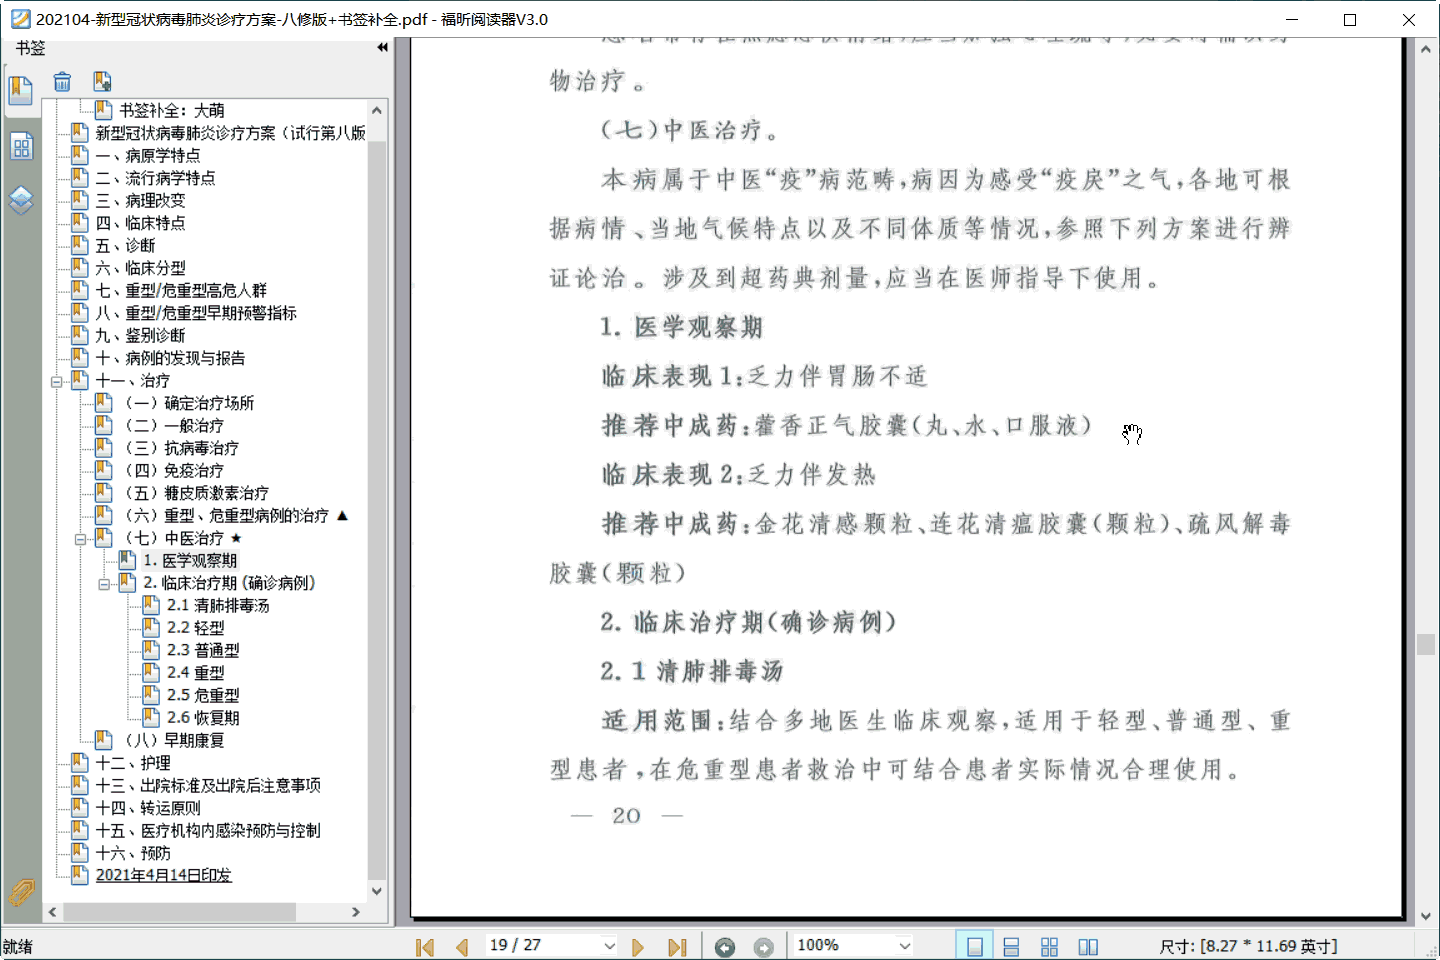 202104-新型冠状病毒肺炎诊疗方案-八修版+书签补全.pdf - 福昕阅读器V3.0
书签
书签补全：大萌
新型冠状病毒肺炎诊疗方案（试行第八版
一、病原学特点
二、流行病学特点
三、病理改变
四、临床特点
五、诊断
六、临床分型
七、重型/危重型高危人群
八、重型/危重型早期预警指标
九、鉴别诊断
十、病例的发现与报告
十一、治疗
（一）确定治疗场所
（二）一般治疗
（三）抗病毒治疗
（四）免疫治疗
（五）糖皮质激素治疗
（六）重型、危重型病例的治疗 ▲
（七）中医治疗 ★
1. 医学观察期
2. 临床治疗期（确诊病例）
2.1 清肺排毒汤
2.2 轻型
2.3 普通型
2.4 重型
2.5 危重型
2.6 恢复期
（八）早期康复
十二、护理
十三、出院标准及出院后注意事项
十四、转运原则
十五、医疗机构内感染预防与控制
十六、预防
2021年4月14日印发
物治疗。
（七）中医治疗。
本病属于中医“疫”病范畴,病因为感受“疫戾”之气,各地可根
据病情、当地气候特点以及不同体质等情况,参照下列方案进行辨
证论治。涉及到超药典剂量,应当在医师指导下使用。
1. 医学观察期
临床表现1:乏力伴胃肠不适
推荐中成药:藿香正气胶囊(丸、水、口服液)
临床表现2:乏力伴发热
推荐中成药:金花清感颗粒、连花清瘟胶囊(颗粒)、疏风解毒
胶囊(颗粒)
2. 临床治疗期(确诊病例)
2.1 清肺排毒汤
适用范围:结合多地医生临床观察,适用于轻型、普通型、重
型患者,在危重型患者救治中可结合患者实际情况合理使用。
— 20 —
就绪
19 / 27
100%
尺寸: [8.27 * 11.69 英寸]